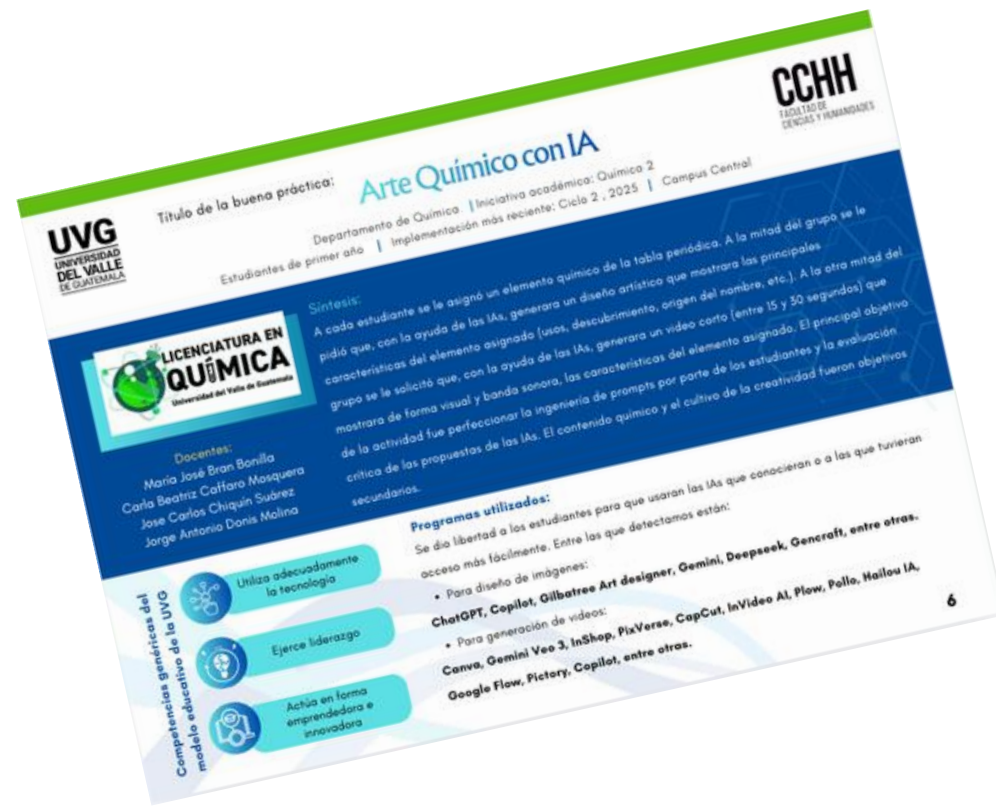 CCHH
FACULTAD DE
CIENCIAS Y HUMANIDADES
UVG
UNIVERSIDAD
DEL VALLE
DE GUATEMALA
Título de la buena práctica:
Arte Químico con IA
Departamento de Química | Iniciativa académica: Química 2
Estudiantes de primer año | Implementación más reciente: Ciclo 2 , 2025 | Campus Central
LICENCIATURA EN
QUÍMICA
Universidad del Valle de Guatemala
Docentes:
María José Bran Bonilla
Carla Beatriz Caffaro Mosquera
Jose Carlos Chiquín Suárez
Jorge Antonio Donis Molina
Síntesis:
A cada estudiante se le asignó un elemento químico de la tabla periódica. A la mitad del grupo se le
pidió que, con la ayuda de las IAs, generara un diseño artístico que mostrara las principales
características del elemento asignado (usos, descubrimiento, origen del nombre, etc.). A la otra mitad del
grupo se le solicitó que, con la ayuda de las IAs, generara un video corto (entre 15 y 30 segundos) que
mostrara de forma visual y banda sonora, las características del elemento asignado. El principal objetivo
de la actividad fue perfeccionar la ingeniería de prompts por parte de los estudiantes y la evaluación
crítica de las propuestas de las IAs. El contenido químico y el cultivo de la creatividad fueron objetivos
secundarios.
Competencias genéricas del
modelo educativo de la UVG
Utiliza adecuadamente
la tecnología
Ejerce liderazgo
Actúa en forma
emprendedora e
innovadora
Programas utilizados:
Se dio libertad a los estudiantes para que usaran las IAs que conocieran o a las que tuvieran
acceso más fácilmente. Entre las que detectamos están:
• Para diseño de imágenes:
ChatGPT, Copilot, Gilbatree Art designer, Gemini, Deepseek, Gencraft, entre otras.
• Para generación de videos:
Canva, Gemini Veo 3, InShop, PixVerse, CapCut, InVideo AI, Plow, Pollo, Hailou IA,
Google Flow, Pictory, Copilot, entre otras.
6